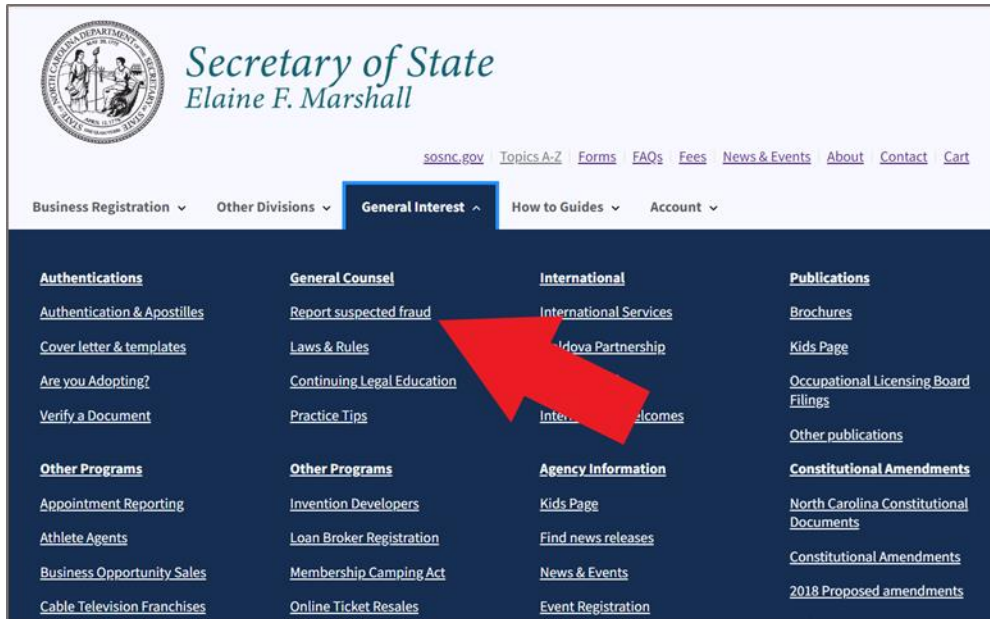 Secretary of State
Elaine F. Marshall
sosnc.gov Topics A-Z Forms FAQs Fees News & Events About Contact Cart
Business Registration Other Divisions General Interest How to Guides Account
Authentications
Authentication & Apostilles
Cover letter & templates
Are you Adopting?
Verify a Document
General Counsel
Report suspected fraud
Laws & Rules
Continuing Legal Education
Practice Tips
International
International Services
Partnership
Publications
Brochures
Kids Page
Occupational Licensing Board
Filings
Other publications
Other Programs
Appointment Reporting
Athlete Agents
Business Opportunity Sales
Cable Television Franchises
Other Programs
Invention Developers
Loan Broker Registration
Membership Camping Act
Online Ticket Resales
Agency Information
Kids Page
Find news releases
News & Events
Event Registration
Constitutional Amendments
North Carolina Constitutional
Documents
Constitutional Amendments
2018 Proposed amendments